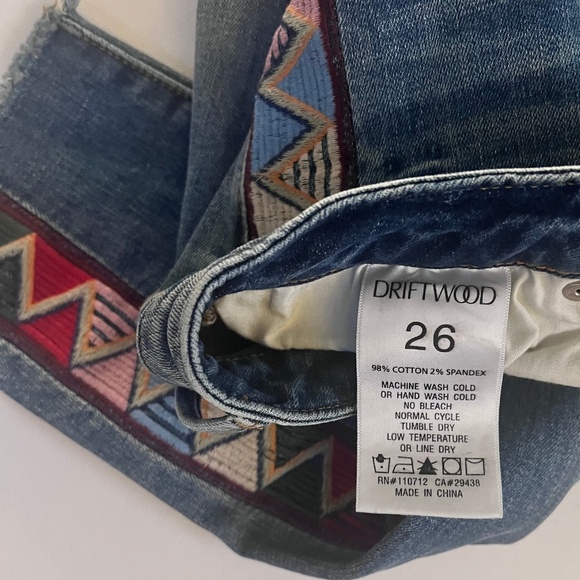 DRIFTWOOD
26
98% COTTON 2% SPANDEX
MACHINE WASH COLD
OR HAND WASH COLD
NO BLEACH
NORMAL CYCLE
TUMBLE DRY
LOW TEMPERATURE
OR LINE DRY
RN#110712 CA#29438
MADE IN CHINA